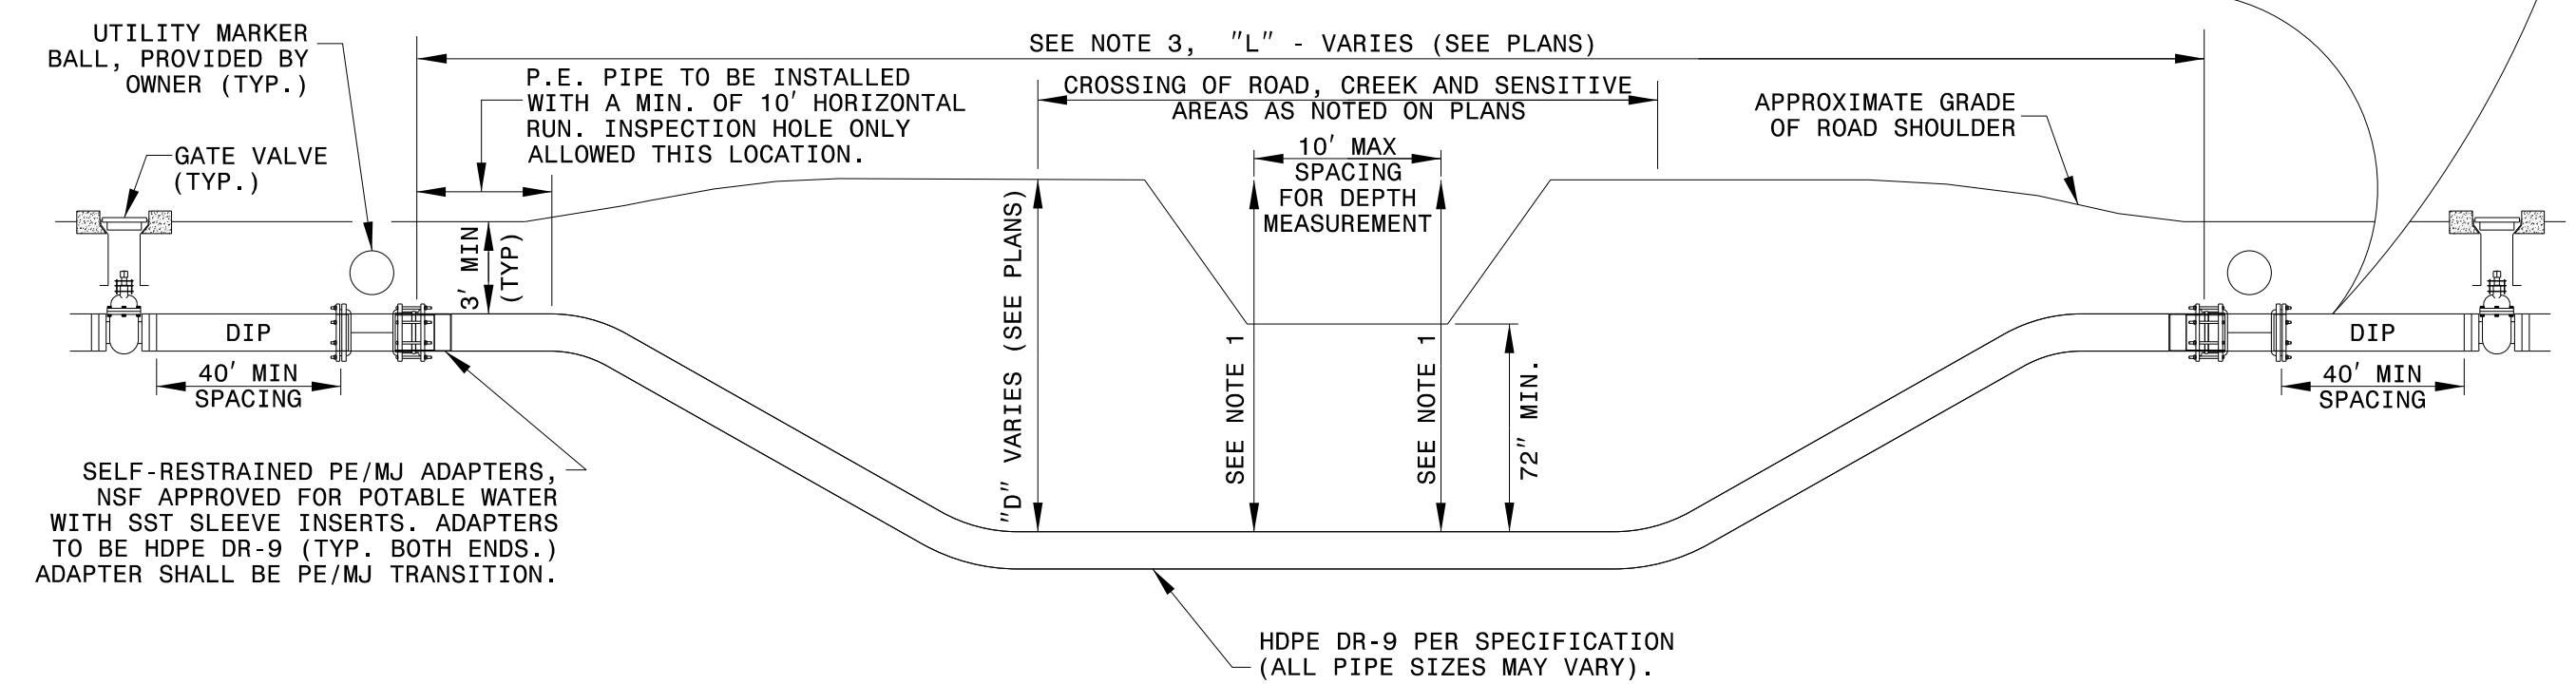 UTILITY MARKER
BALL, PROVIDED BY
OWNER (TYP.)
SEE NOTE 3, "L" - VARIES (SEE PLANS)
P.E. PIPE TO BE INSTALLED
WITH A MIN. OF 10' HORIZONTAL
RUN. INSPECTION HOLE ONLY
ALLOWED THIS LOCATION.
CROSSING OF ROAD, CREEK AND SENSITIVE
AREAS AS NOTED ON PLANS
APPROXIMATE GRADE
OF ROAD SHOULDER
GATE VALVE
(TYP.)
10' MAX
SPACING
FOR DEPTH
MEASUREMENT
3' MIN
(TYP)
"D" VARIES (SEE PLANS)
SEE NOTE 1
SEE NOTE 1
72" MIN.
DIP
DIP
40' MIN
SPACING
40' MIN
SPACING
SELF-RESTRAINED PE/MJ ADAPTERS,
NSF APPROVED FOR POTABLE WATER
WITH SST SLEEVE INSERTS. ADAPTERS
TO BE HDPE DR-9 (TYP. BOTH ENDS.)
ADAPTER SHALL BE PE/MJ TRANSITION.
HDPE DR-9 PER SPECIFICATION
(ALL PIPE SIZES MAY VARY).